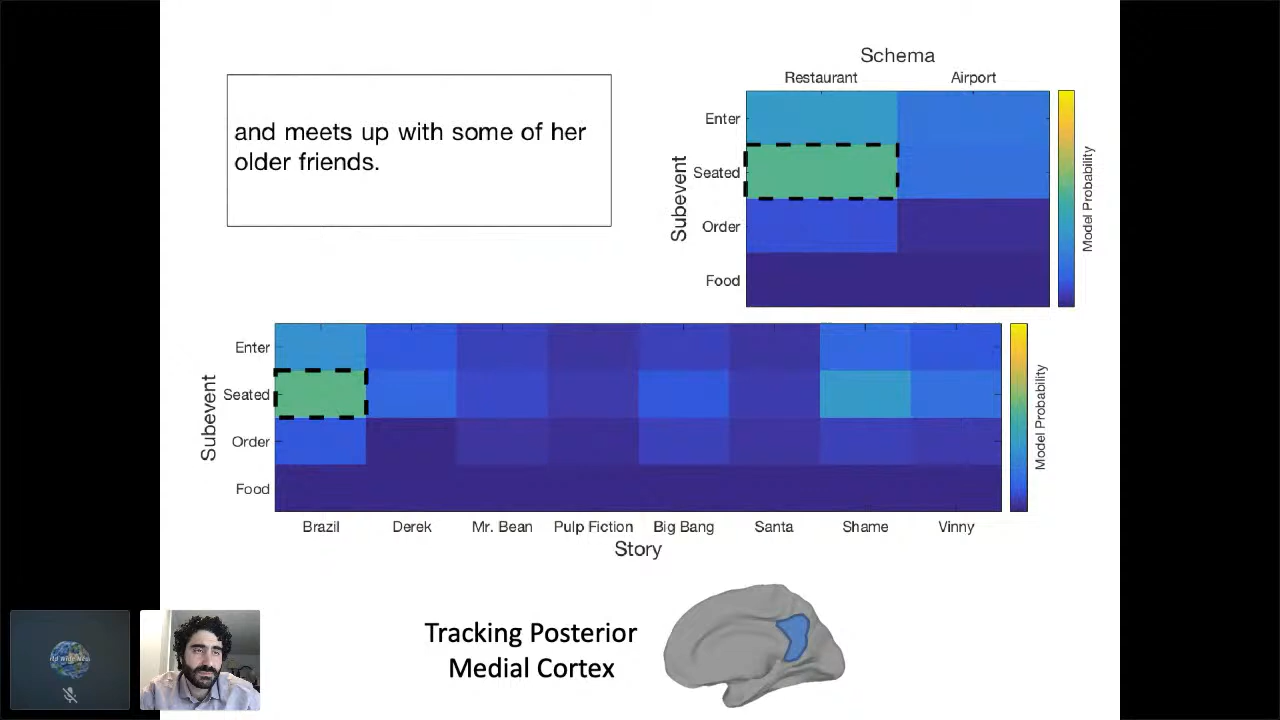 and meets up with some of her
older friends.
Schema
Restaurant Airport
Enter
Seated
Order
Food
Subevent
Model Probability
Enter
Seated
Order
Food
Subevent
Model Probability
Brazil Derek Mr. Bean Pulp Fiction Big Bang Santa Shame Vinny
Story
Tracking Posterior
Medial Cortex